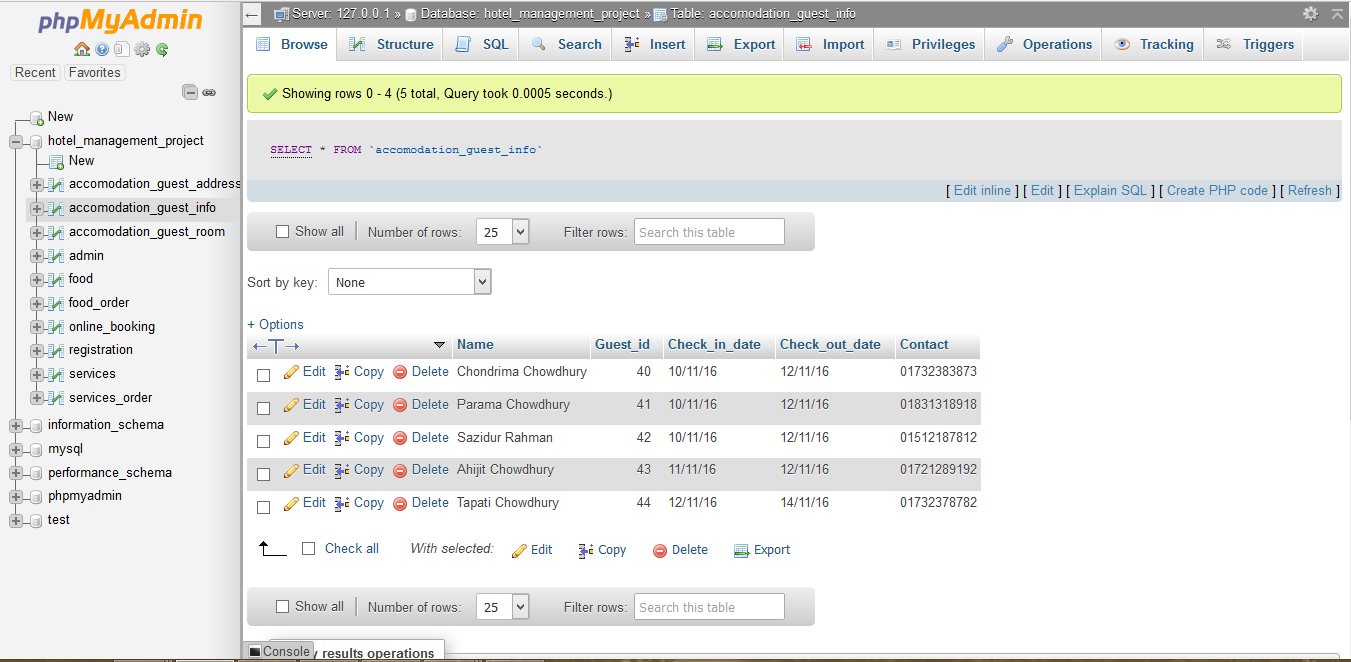 phpMyAdmin
Recent Favorites
New
hotel_management_project
New
accomodation_guest_address
accomodation_guest_info
accomodation_guest_room
admin
food
food_order
online_booking
registration
services
services_order
information_schema
mysql
performance_schema
phpmyadmin
test
Server: 127.0.0.1 » Database: hotel_management_project » Table: accomodation_guest_info
Browse Structure SQL Search Insert Export Import Privileges Operations Tracking Triggers
Showing rows 0 - 4 (5 total, Query took 0.0005 seconds.)
SELECT * FROM `accomodation_guest_info`
[ Edit inline ] [ Edit ] [ Explain SQL ] [ Create PHP code ] [ Refresh ]
Show all | Number of rows: 25 Filter rows: Search this table
Sort by key: None
+ Options
Name Guest_id Check_in_date Check_out_date Contact
Edit Copy Delete Chondrima Chowdhury 40 10/11/16 12/11/16 01732383873
Edit Copy Delete Parama Chowdhury 41 10/11/16 12/11/16 01831318918
Edit Copy Delete Sazidur Rahman 42 10/11/16 12/11/16 01512187812
Edit Copy Delete Ahijit Chowdhury 43 11/11/16 12/11/16 01721289192
Edit Copy Delete Tapati Chowdhury 44 12/11/16 14/11/16 01732378782
Check all With selected: Edit Copy Delete Export
Show all | Number of rows: 25 Filter rows: Search this table
Console results operations